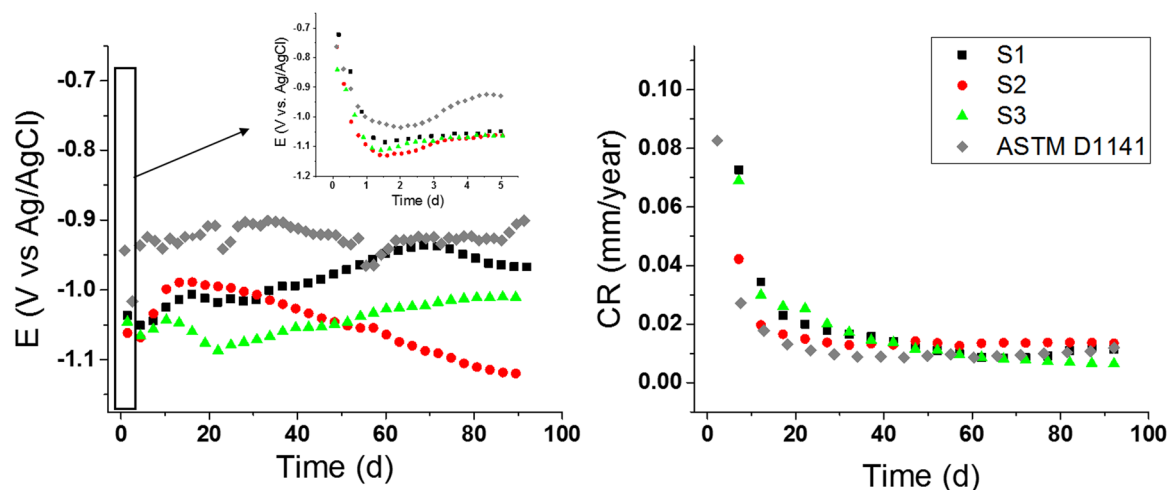 -0.7
-0.8
-0.9
-1.0
-1.1
E (V vs Ag/AgCl)
0 20 40 60 80 100
Time (d)
-0.7
-0.8
-0.9
-1.0
-1.1
-1.2
E (V vs. Ag/AgCl)
0 1 2 3 4 5
Time (d)
0.10
0.08
0.06
0.04
0.02
0.00
CR (mm/year)
0 20 40 60 80 100
Time (d)
S1
S2
S3
ASTM D1141